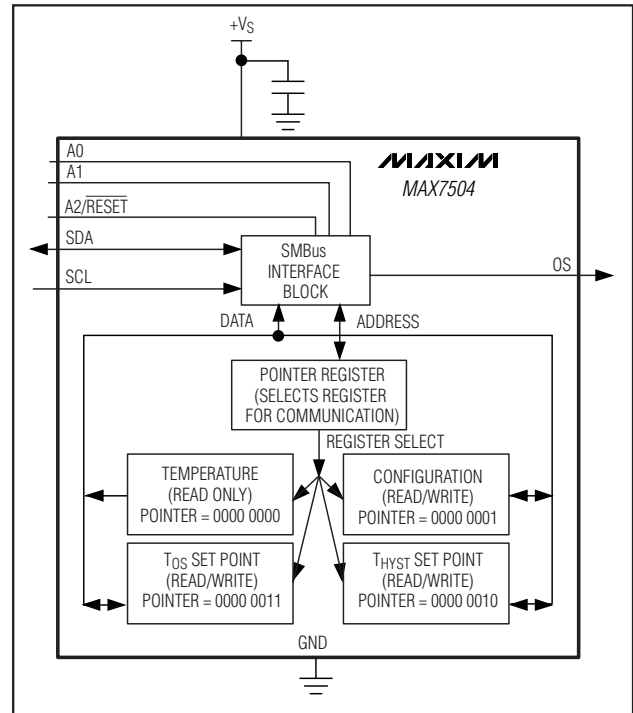 +VS
A0
MAXIM
A1
MAX7504
A2/RESET
SDA
SMBus
INTERFACE
BLOCK
OS
SCL
DATA
ADDRESS
POINTER REGISTER
(SELECTS REGISTER
FOR COMMUNICATION)
REGISTER SELECT
TEMPERATURE
(READ ONLY)
POINTER = 0000 0000
CONFIGURATION
(READ/WRITE)
POINTER = 0000 0001
TOS SET POINT
(READ/WRITE)
POINTER = 0000 0011
THYST SET POINT
(READ/WRITE)
POINTER = 0000 0010
GND